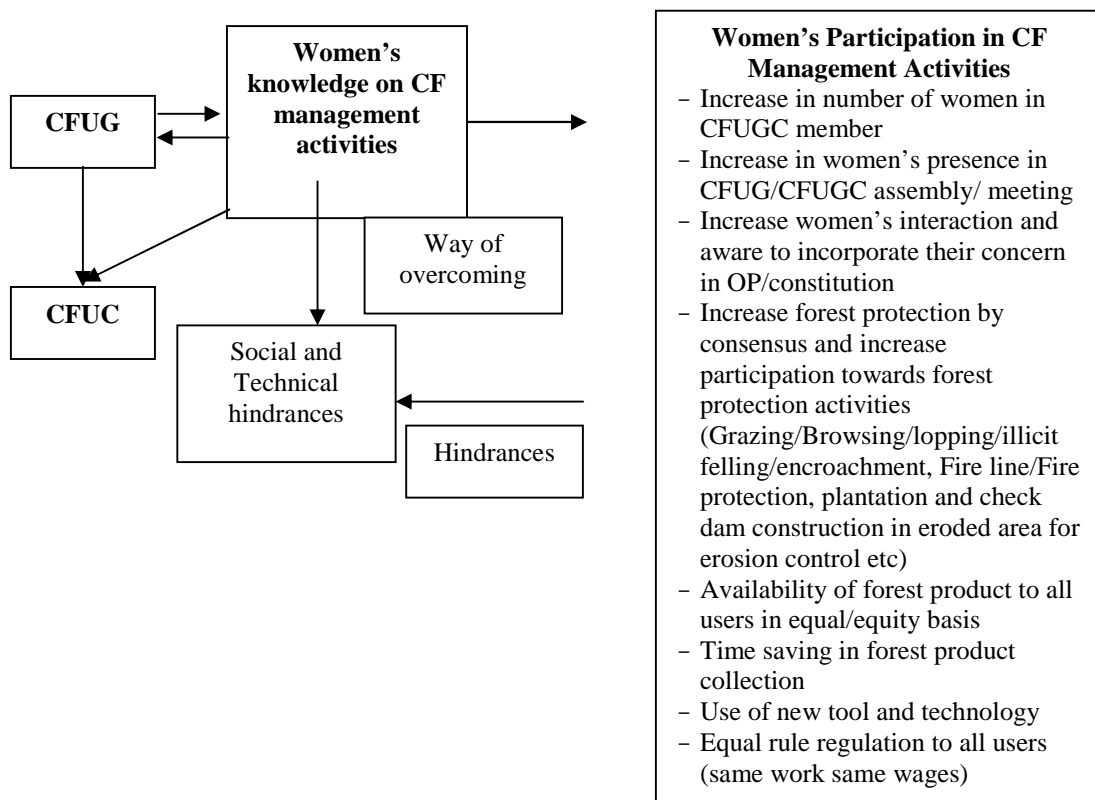 Women’s
knowledge on CF
management
activities
CFUG
CFUC
Way of
overcoming
Social and
Technical
hindrances
Hindrances
Women’s Participation in CF
Management Activities
– Increase in number of women in
CFUGC member
– Increase in women’s presence in
CFUG/CFUGC assembly/ meeting
– Increase women’s interaction and
aware to incorporate their concern
in OP/constitution
– Increase forest protection by
consensus and increase
participation towards forest
protection activities
(Grazing/Browsing/lopping/illicit
felling/encroachment, Fire line/Fire
protection, plantation and check
dam construction in eroded area for
erosion control etc)
– Availability of forest product to all
users in equal/equity basis
– Time saving in forest product
collection
– Use of new tool and technology
– Equal rule regulation to all users
(same work same wages)